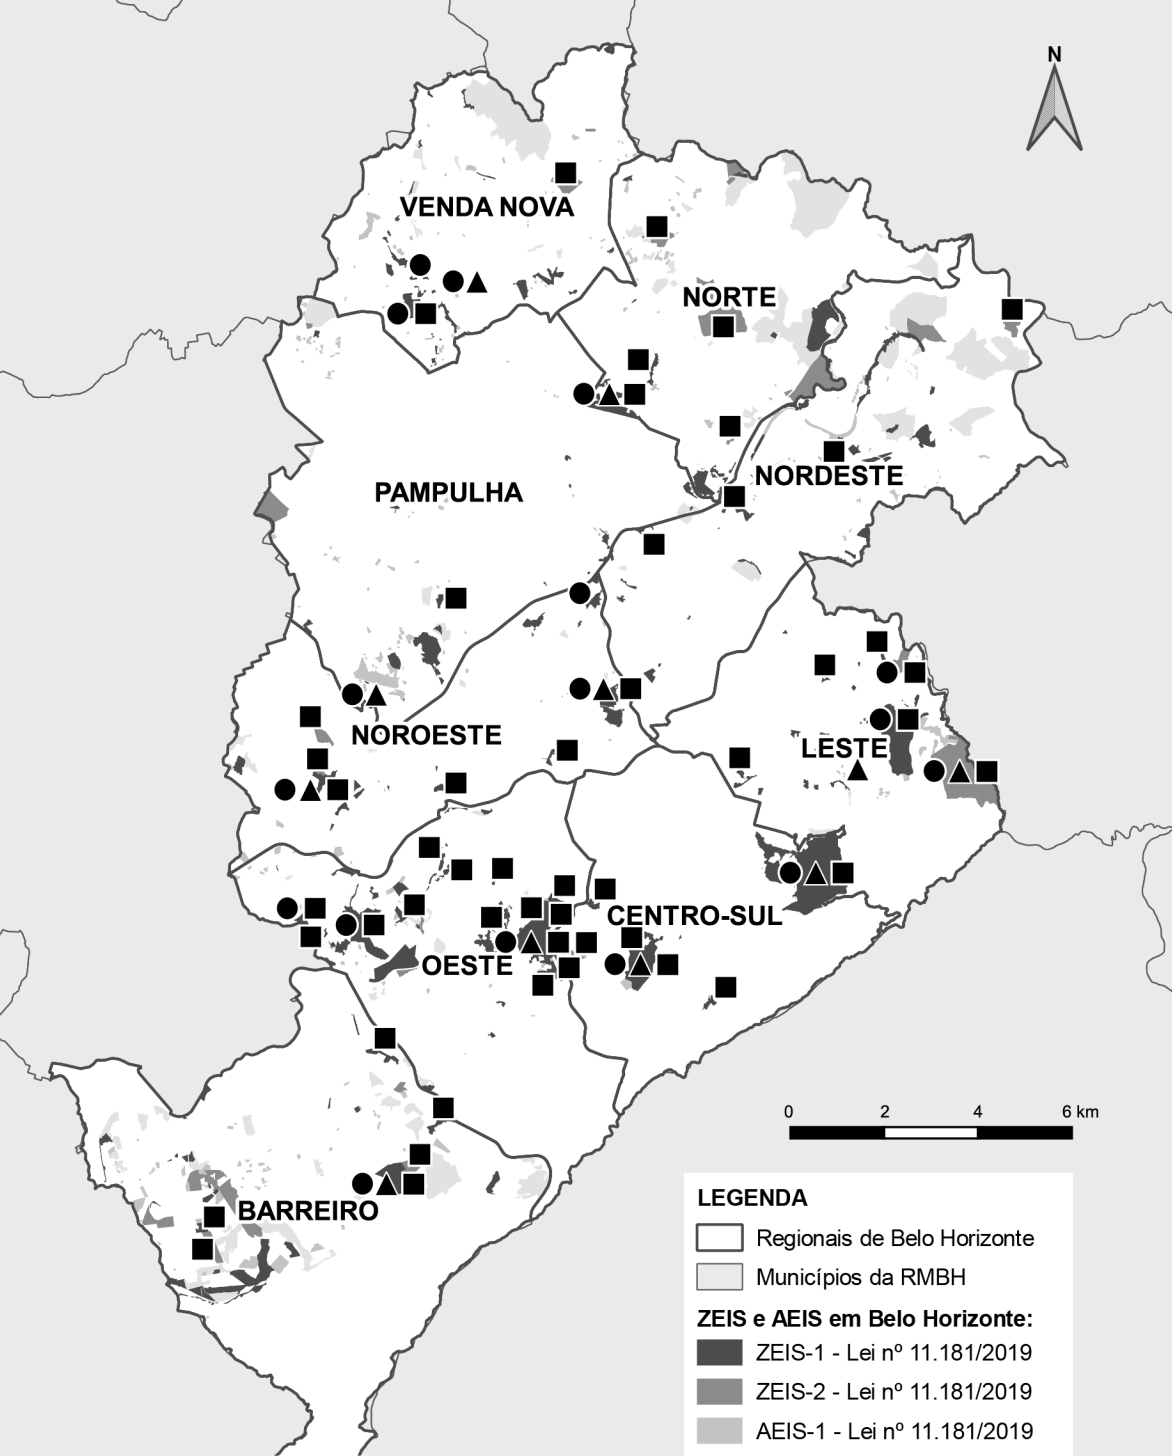 N
VENDA NOVA
NORTE
NORDESTE
PAMPULHA
NOROESTE
LESTE
CENTRO-SUL
OESTE
0 2 4 6 km
BARREIRO
LEGENDA
Regionais de Belo Horizonte
Municípios da RMBH
ZEIS e AEIS em Belo Horizonte:
ZEIS-1 - Lei nº 11.181/2019
ZEIS-2 - Lei nº 11.181/2019
AEIS-1 - Lei nº 11.181/2019